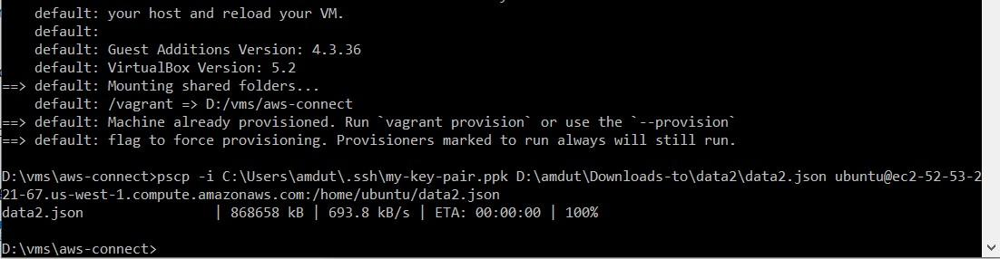 default: your host and reload your VM.
default:
default: Guest Additions Version: 4.3.36
default: VirtualBox Version: 5.2
==> default: Mounting shared folders...
default: /vagrant => D:/vms/aws-connect
==> default: Machine already provisioned. Run `vagrant provision` or use the `--provision`
==> default: flag to force provisioning. Provisioners marked to run always will still run.
D:\vms\aws-connect>pscp -i C:\Users\amdut\.ssh\my-key-pair.ppk D:\amdut\Downloads-to\data2\data2.json ubuntu@ec2-52-53-2
21-67.us-west-1.compute.amazonaws.com:/home/ubuntu/data2.json
data2.json | 868658 kB | 693.8 kB/s | ETA: 00:00:00 | 100%
D:\vms\aws-connect>